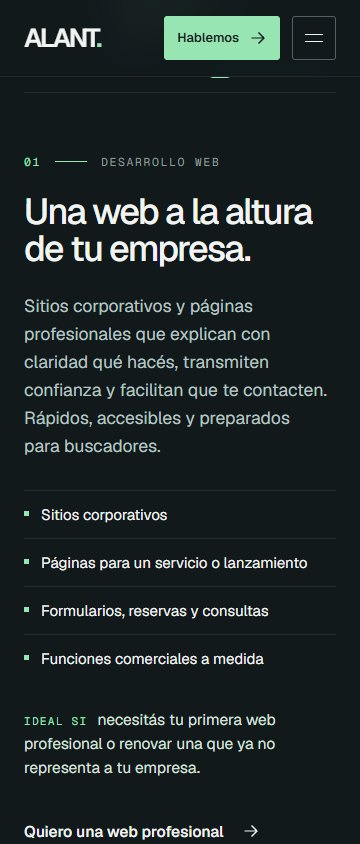 ALANT.
Hablemos
01 DESARROLLO WEB
Una web a la altura
de tu empresa.
Sitios corporativos y páginas
profesionales que explican con
claridad qué hacés, transmiten
confianza y facilitan que te contacten.
Rápidos, accesibles y preparados
para buscadores.
Sitios corporativos
Páginas para un servicio o lanzamiento
Formularios, reservas y consultas
Funciones comerciales a medida
IDEAL SI necesitás tu primera web
profesional o renovar una que ya no
representa a tu empresa.
Quiero una web profesional